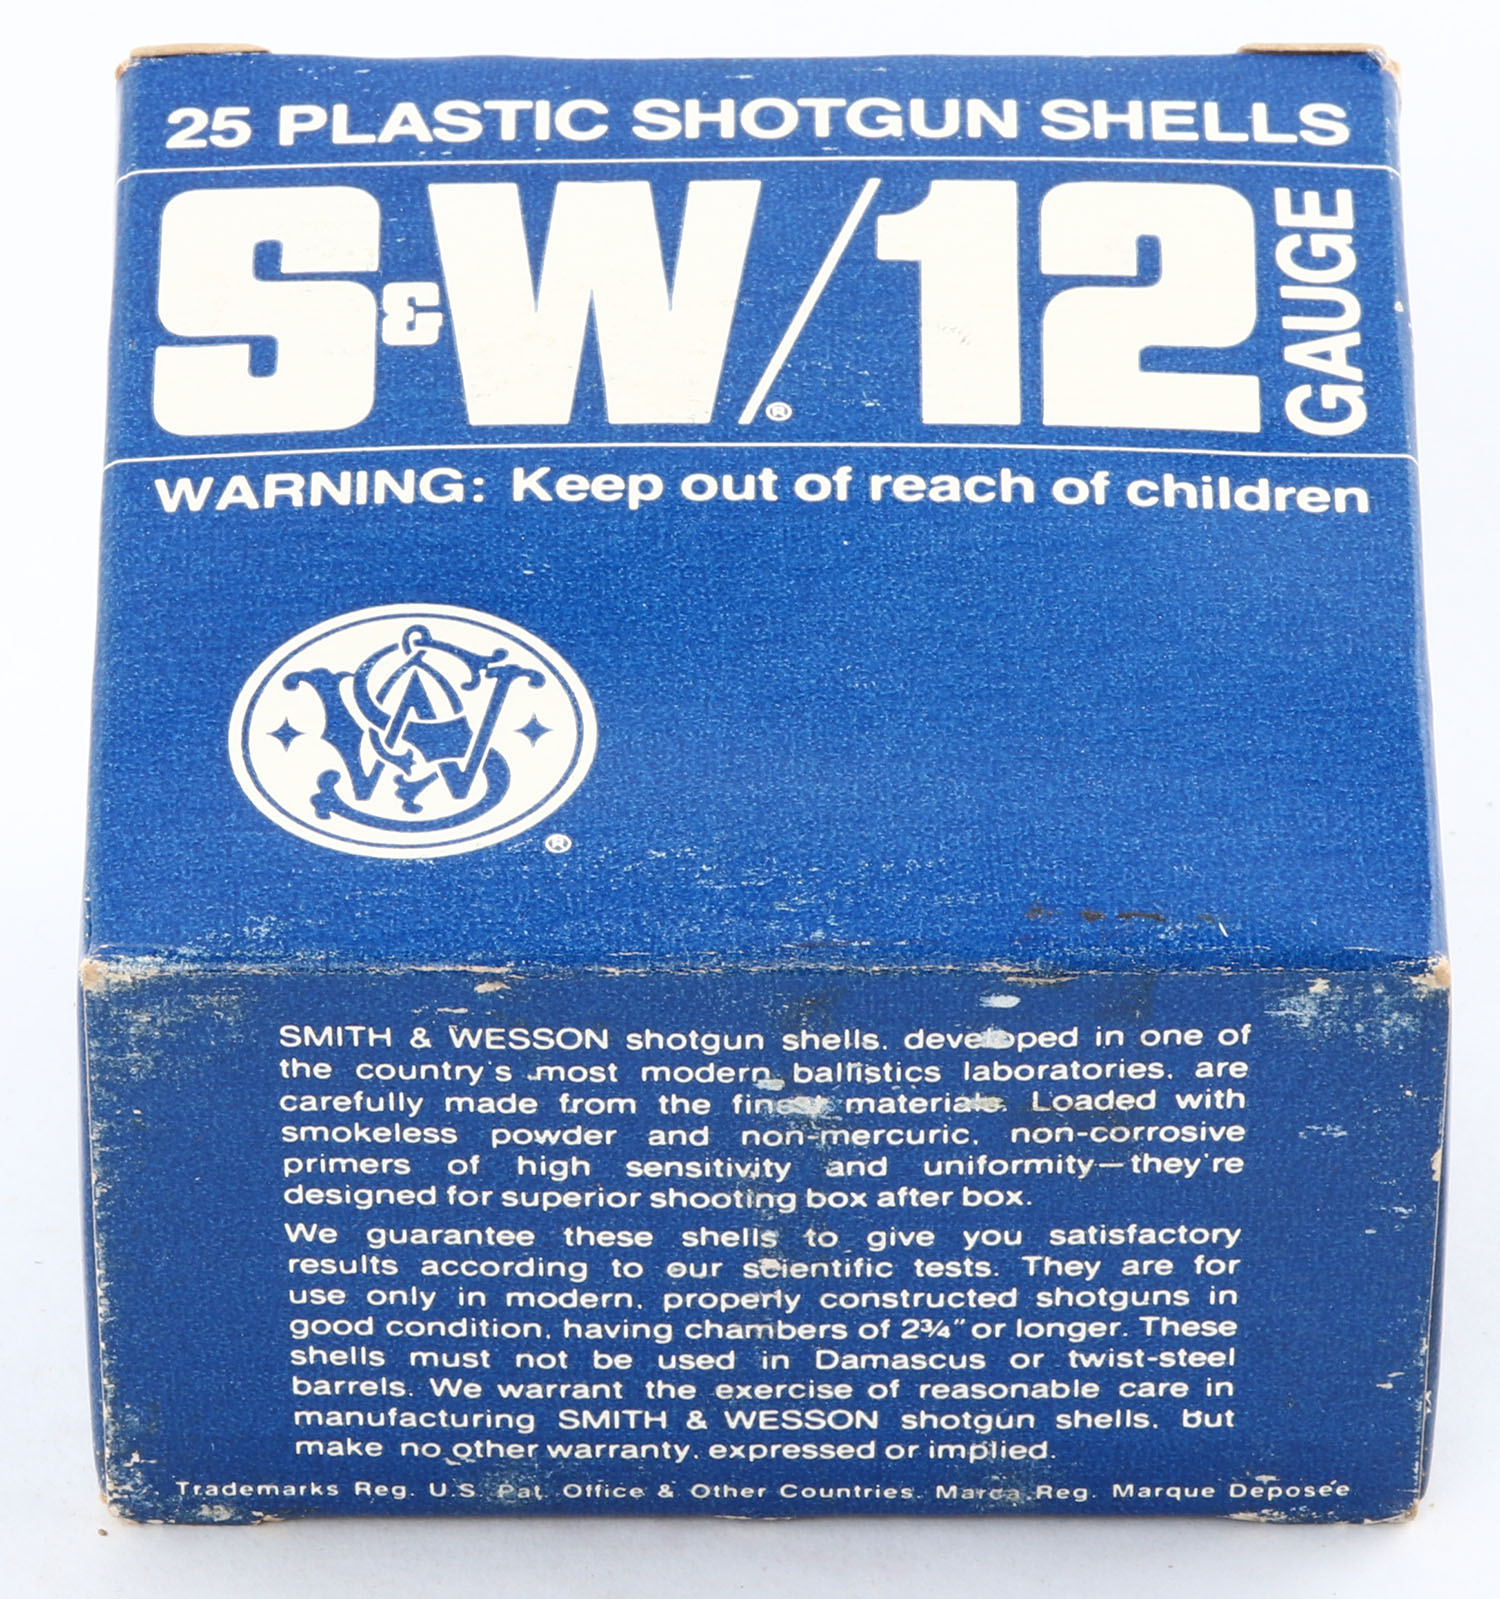 25 PLASTIC SHOTGUN SHELLS
S&W/12 GAUGE
®
WARNING: Keep out of reach of children
®
SMITH & WESSON shotgun shells, developed in one of
the country's most modern ballistics laboratories, are
carefully made from the finest materials. Loaded with
smokeless powder and non-mercuric, non-corrosive
primers of high sensitivity and uniformity—they're
designed for superior shooting box after box.
We guarantee these shells to give you satisfactory
results according to our scientific tests. They are for
use only in modern, properly constructed shotguns in
good condition, having chambers of 2¾" or longer. These
shells must not be used in Damascus or twist-steel
barrels. We warrant the exercise of reasonable care in
manufacturing SMITH & WESSON shotgun shells, but
make no other warranty, expressed or implied.
Trademarks Reg. U.S. Pat. Office & Other Countries. Marca Reg. Marque Déposée